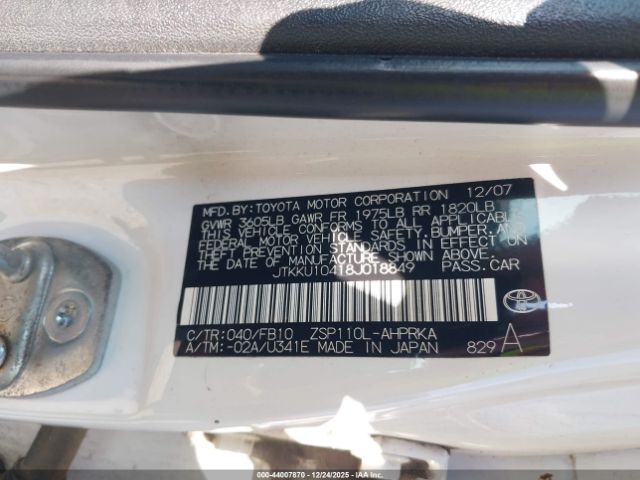 MFD.BY: TOYOTA MOTOR CORPORATION 12/07
GVWR 3605LB GAWR FR 1975LB RR 1820LB
THIS VEHICLE CONFORMS TO ALL APPLICABLE
FEDERAL MOTOR VEHICLE SAFETY, BUMPER, AND
THEFT PREVENTION STANDARDS IN EFFECT ON
THE DATE OF MANUFACTURE SHOWN ABOVE.
JTKKU10418J018849 PASS.CAR
TOYOTA
C/TR: 040/FB10 ZSP110L-AHPRKA
A/TM: -02A/U341E MADE IN JAPAN 829 A
000-44007870 - 12/24/2025 - IAAI.COM